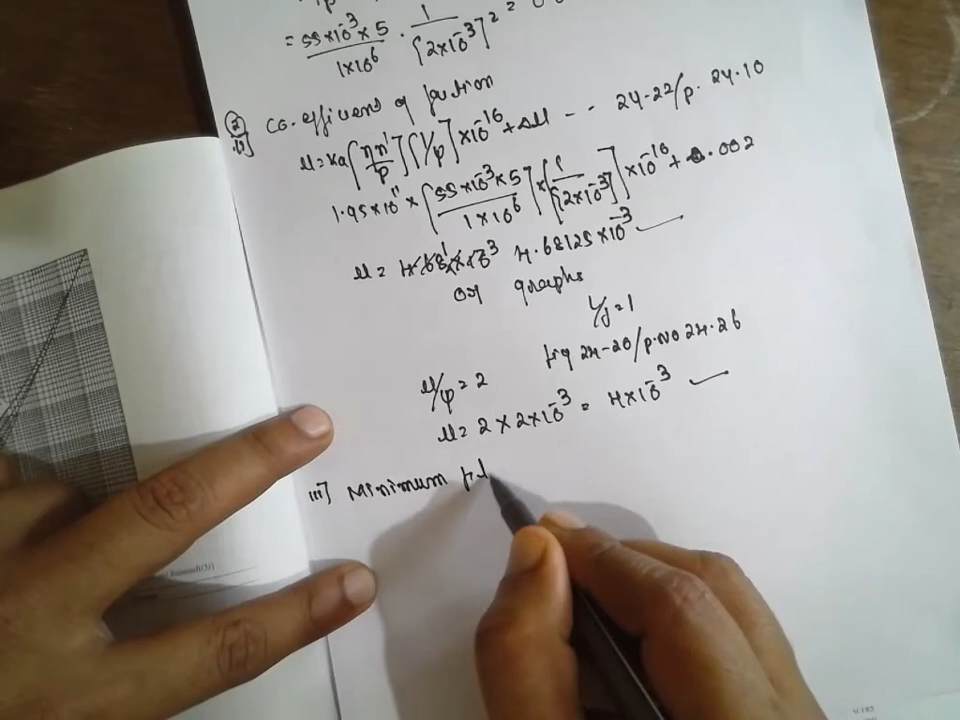 = 55×10⁻³×5 / 1×10⁶ · 1 / [2×10⁻³]² =
② ii] Co. efficent of friction
μ = Ka [ηn'/p] [1/ψ] ×10⁻¹⁶ + Δμ -- 24-22/p. 24.10
1.95×10¹¹ × [55×10⁻³×5 / 1×10⁶] × [1 / [2×10⁻³]] ×10⁻¹⁶ + 0.002
μ = 4.68125×10⁻³
or graphs
L/d = 1
fig 24-20/p.no 24.26
μ/ψ = 2
μ = 2 × 2×10⁻³ = 4×10⁻³
iii] Minimum